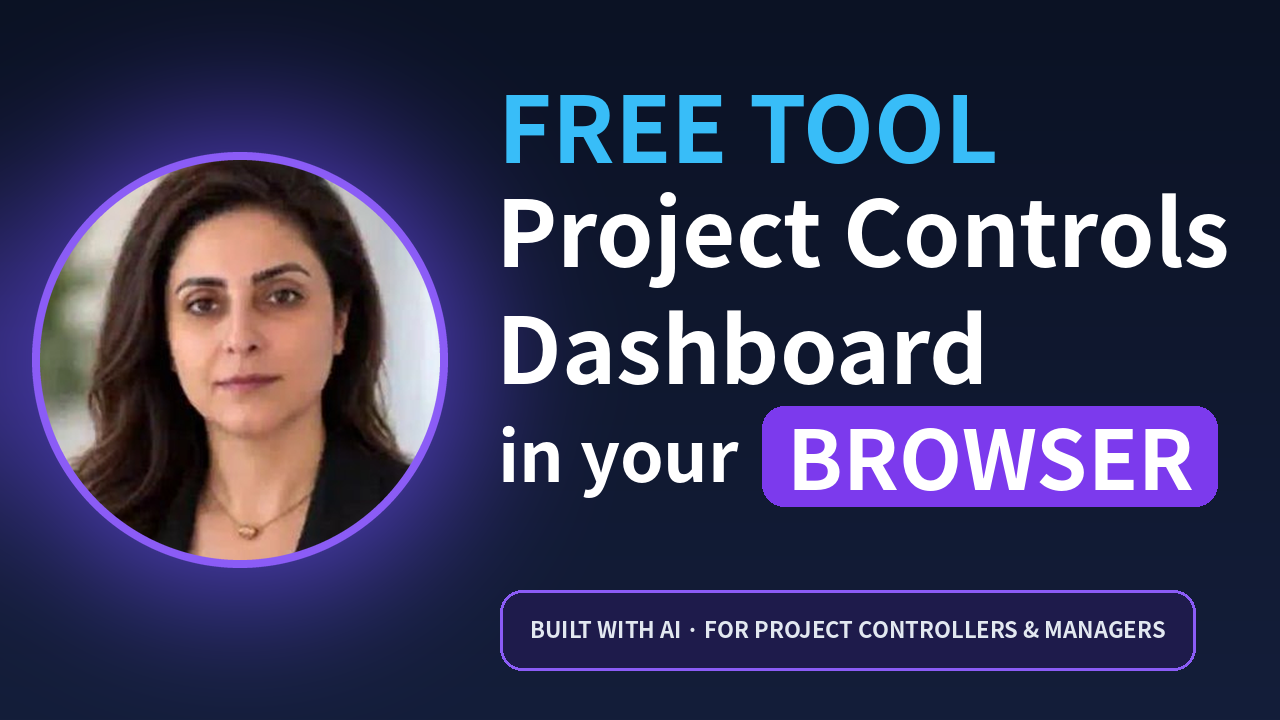 FREE TOOL
Project Controls
Dashboard
in your BROWSER
BUILT WITH AI · FOR PROJECT CONTROLLERS & MANAGERS